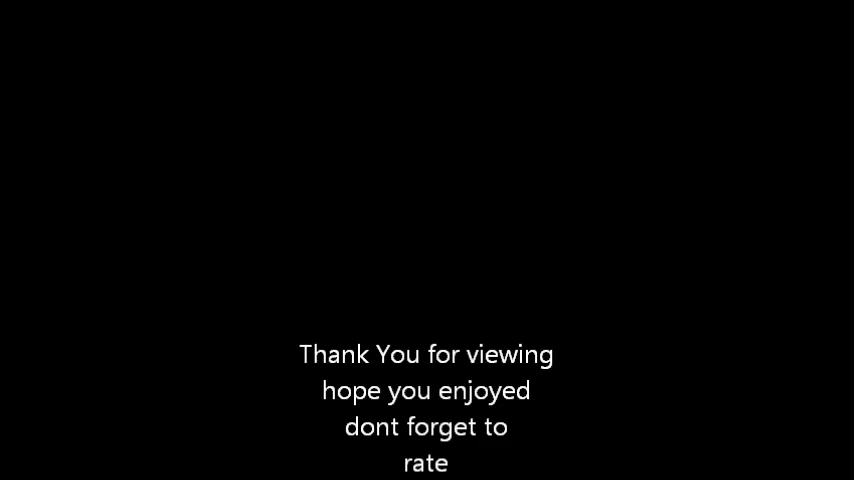 Thank You for viewing
hope you enjoyed
dont forget to
rate